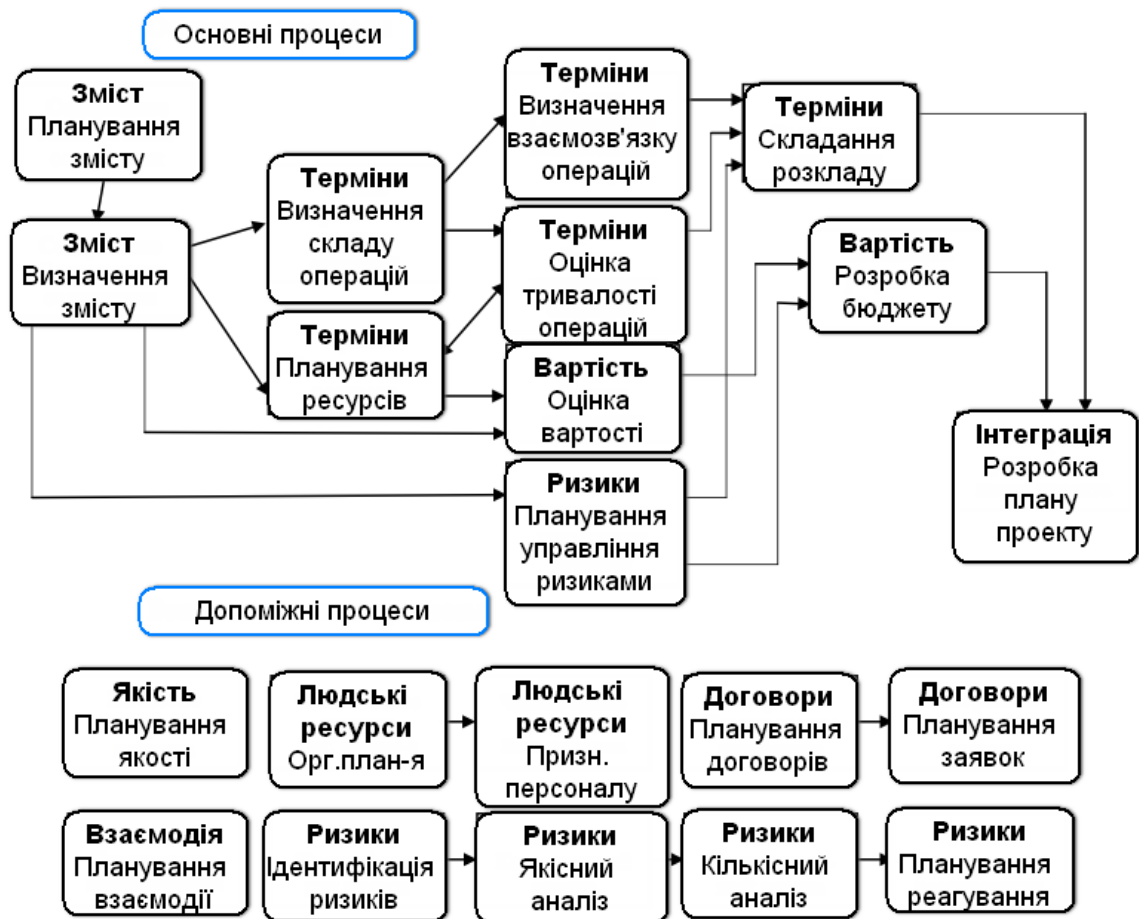 Основні процеси
Зміст
Планування
змісту
Зміст
Визначення
змісту
Терміни
Визначення
складу
операцій
Терміни
Планування
ресурсів
Терміни
Визначення
взаємозв'язку
операцій
Терміни
Оцінка
тривалості
операцій
Вартість
Оцінка
вартості
Ризики
Планування
управління
ризиками
Терміни
Складання
розкладу
Вартість
Розробка
бюджету
Інтеграція
Розробка
плану
проекту
Допоміжні процеси
Якість
Планування
якості
Людські
ресурси
Орг.план-я
Людські
ресурси
Призн.
персоналу
Договори
Планування
договорів
Договори
Планування
заявок
Взаємодія
Планування
взаємодії
Ризики
Ідентифікація
ризиків
Ризики
Якісний
аналіз
Ризики
Кількісний
аналіз
Ризики
Планування
реагування